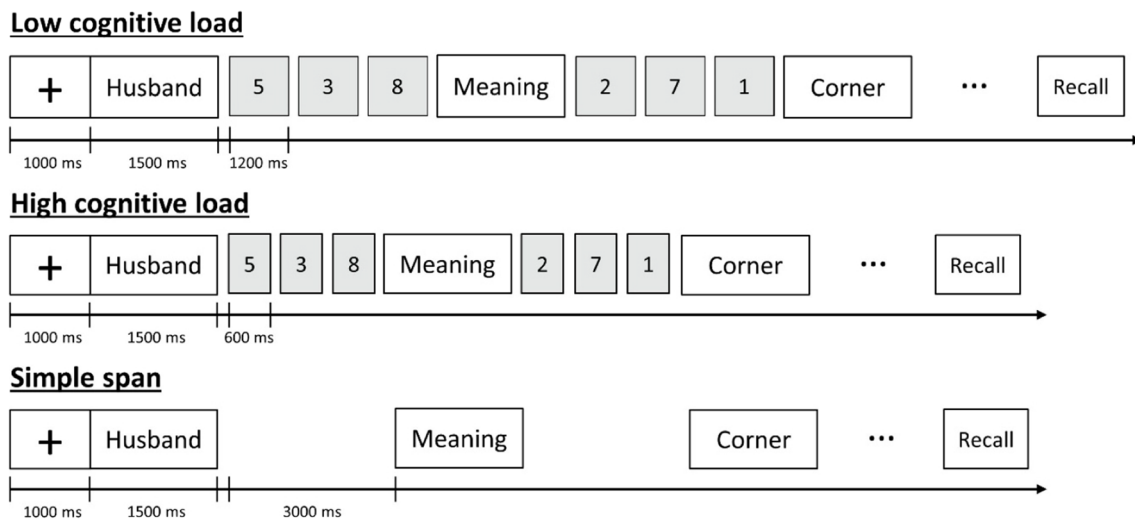 Low cognitive load
+ Husband 5 3 8 Meaning 2 7 1 Corner ... Recall
1000 ms 1500 ms 1200 ms
High cognitive load
+ Husband 5 3 8 Meaning 2 7 1 Corner ... Recall
1000 ms 1500 ms 600 ms
Simple span
+ Husband Meaning Corner ... Recall
1000 ms 1500 ms 3000 ms